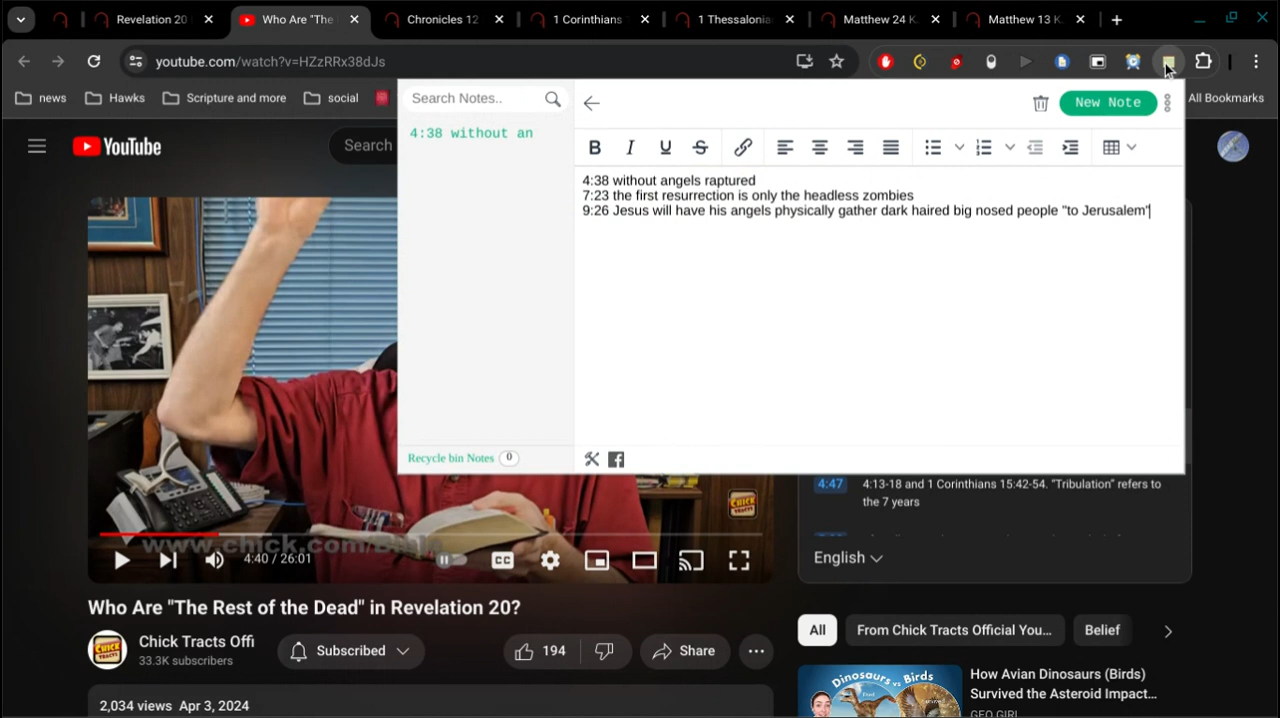 Revelation 20
Who Are "The
Chronicles 12
1 Corinthians
1 Thessalonia
Matthew 24 K
Matthew 13 K
youtube.com/watch?v=HZzRRx38dJs
news
Hawks
Scripture and more
social
All Bookmarks
Search Notes..
New Note
4:38 without an
B I U S
4:38 without angels raptured
7:23 the first resurrection is only the headless zombies
9:26 Jesus will have his angels physically gather dark haired big nosed people "to Jerusalem"
Recycle bin Notes 0
YouTube
Search
www.chick.com/B
4:40 / 26:01
CC
4:47 4:13-18 and 1 Corinthians 15:42-54. “Tribulation” refers to
the 7 years
English
Who Are "The Rest of the Dead" in Revelation 20?
Chick Tracts Offi
33.3K subscribers
Subscribed
194
Share
2,034 views Apr 3, 2024
All
From Chick Tracts Official You...
Belief
Dinosaurs vs Birds
How Avian Dinosaurs (Birds)
Survived the Asteroid Impact...
GEO GIRL